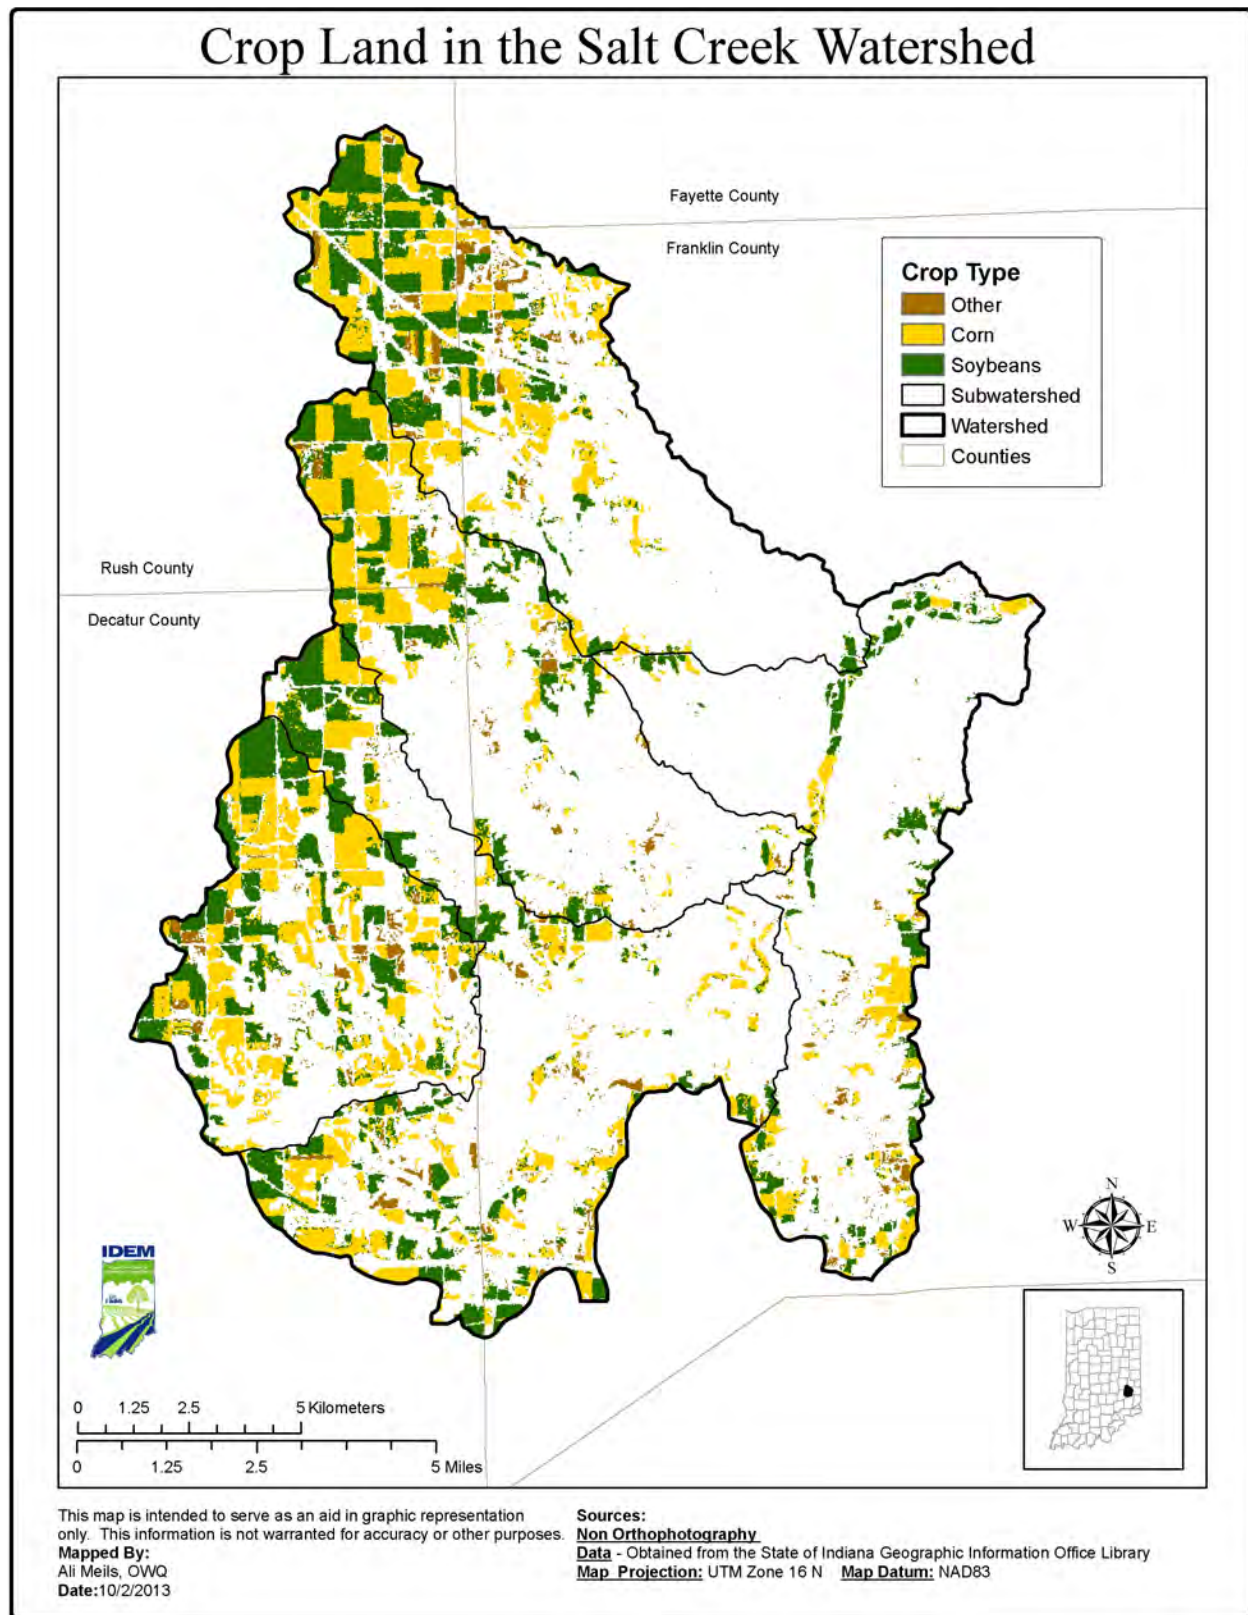 Crop Land in the Salt Creek Watershed
Fayette County
Franklin County
Crop Type
Other
Corn
Soybeans
Subwatershed
Watershed
Counties
Rush County
Decatur County
N
W E
S
IDEM
0 1.25 2.5 5 Kilometers
0 1.25 2.5 5 Miles
This map is intended to serve as an aid in graphic representation
only. This information is not warranted for accuracy or other purposes.
Mapped By:
Ali Meils, OWQ
Date:10/2/2013
Sources:
Non Orthophotography
Data - Obtained from the State of Indiana Geographic Information Office Library
Map Projection: UTM Zone 16 N Map Datum: NAD83